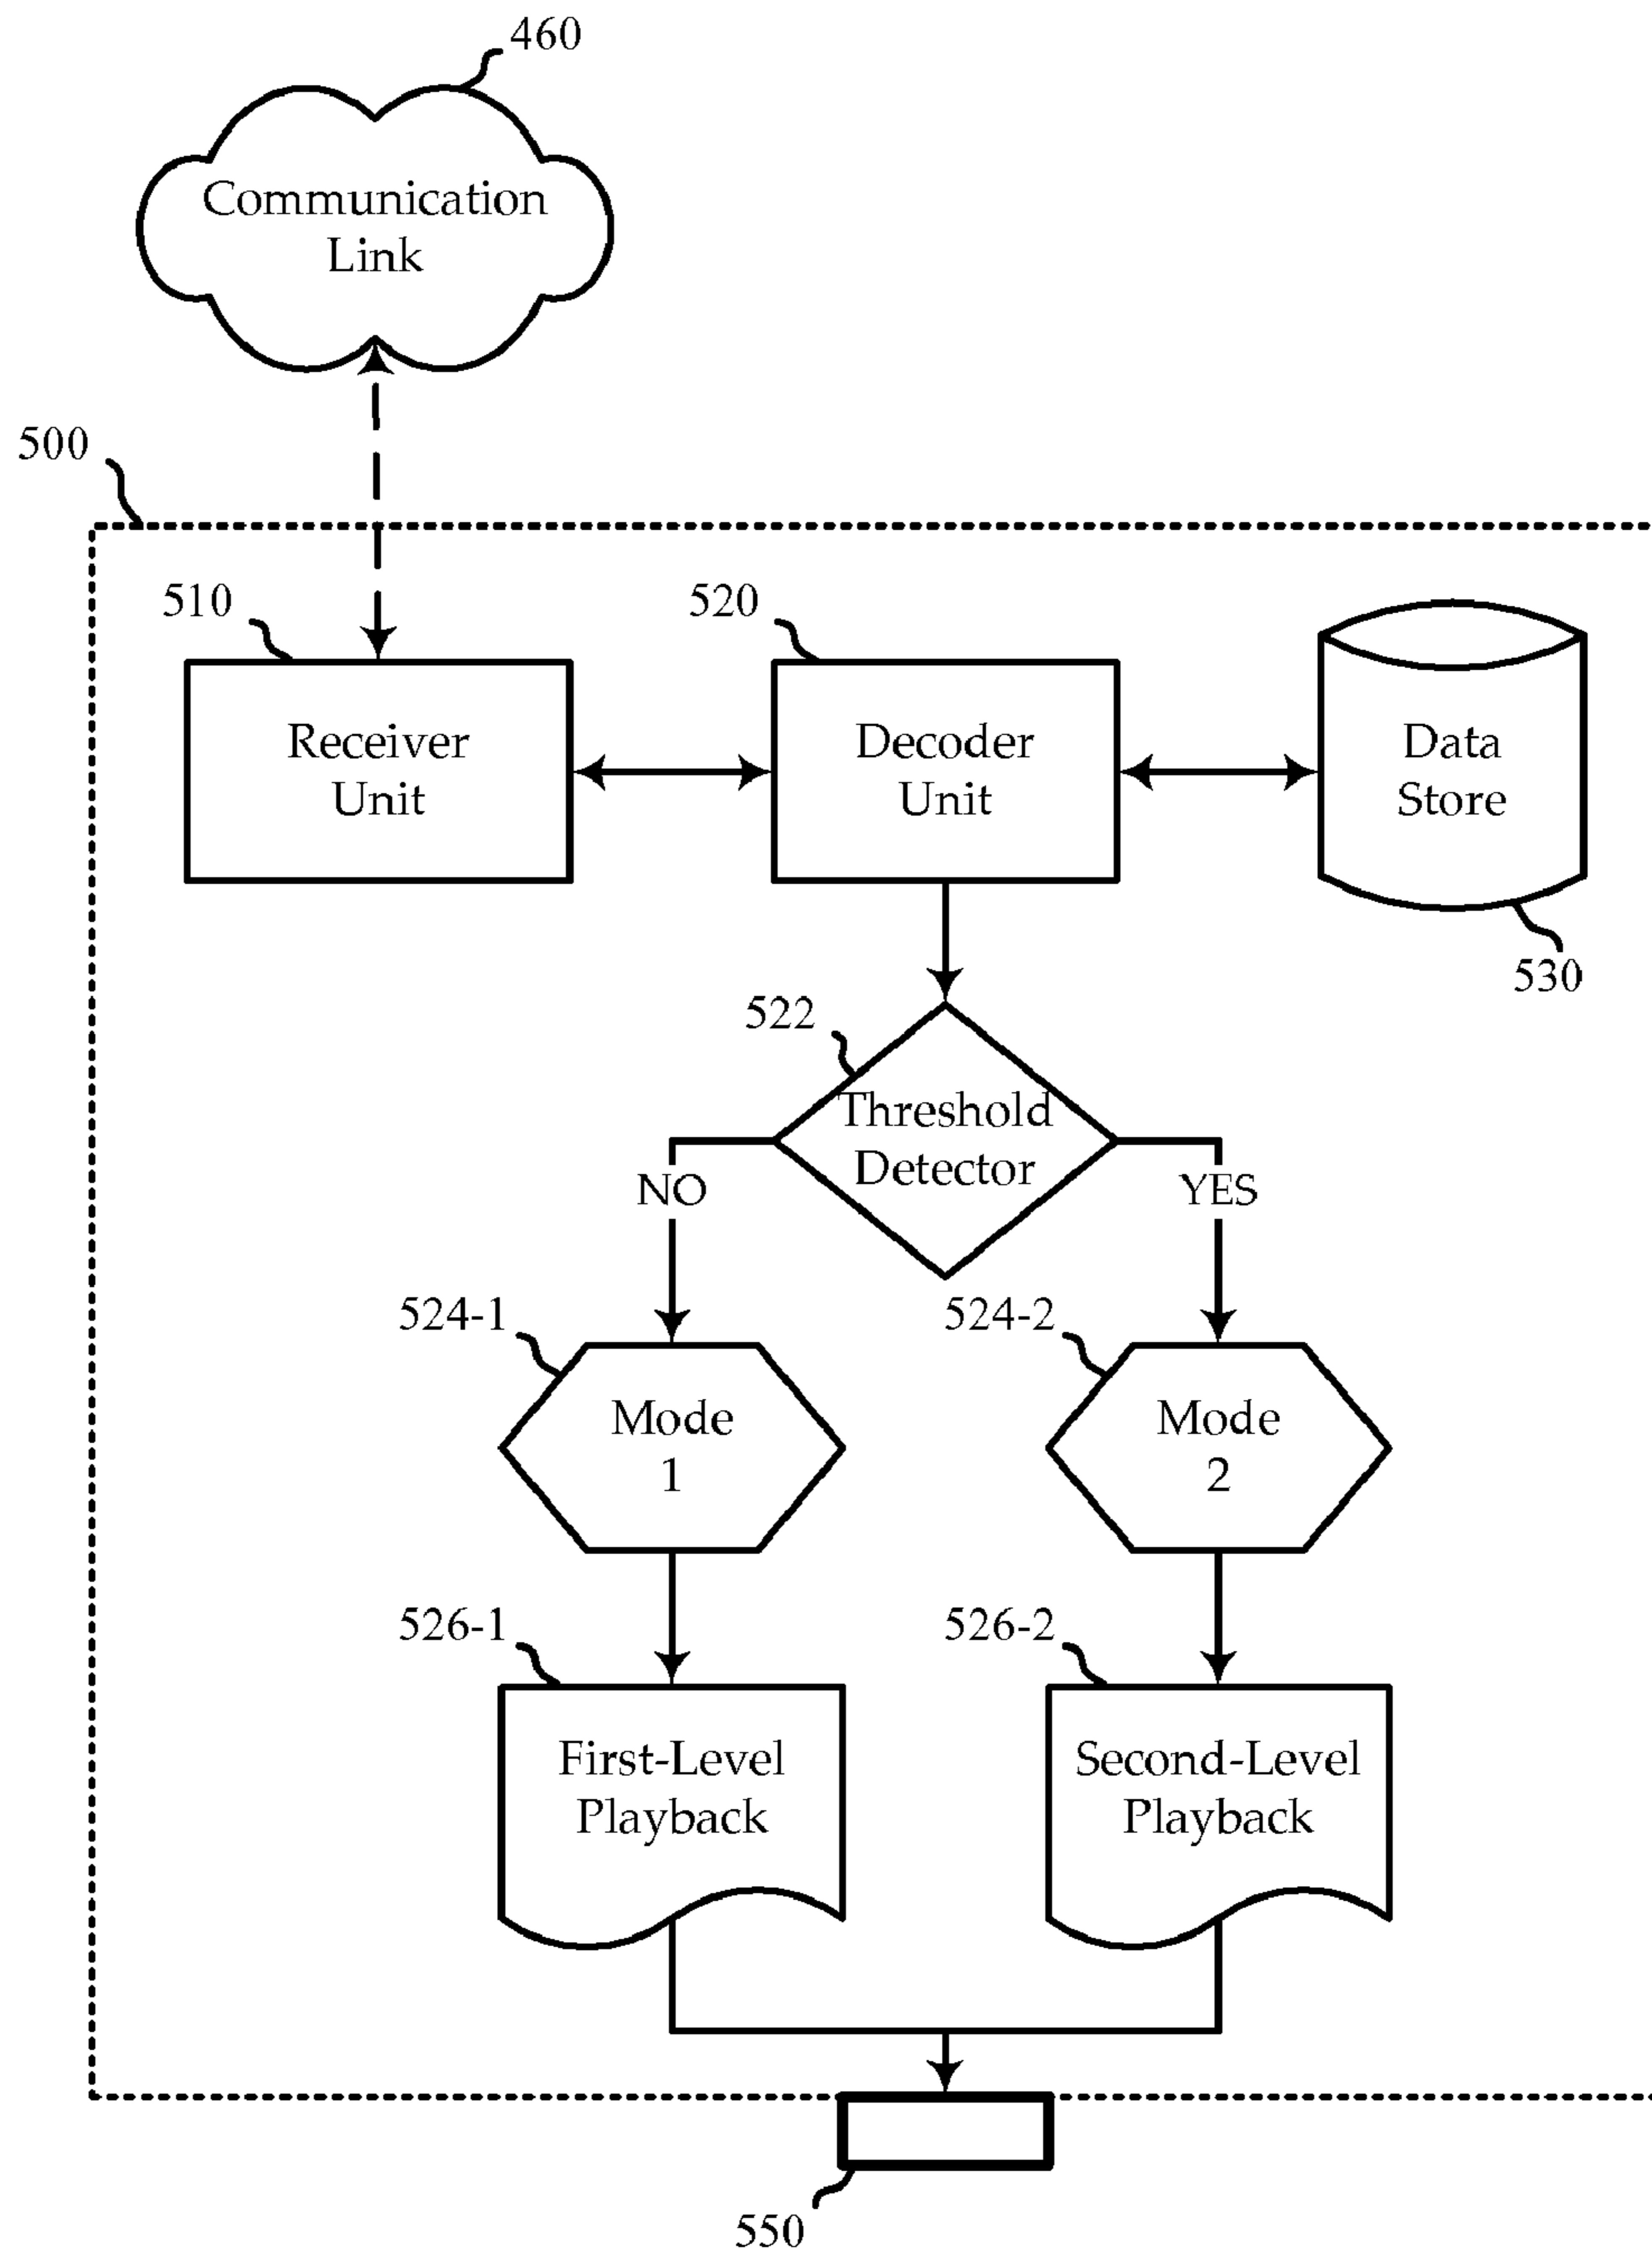 460
Communication
Link
500
510
520
Receiver
Unit
Decoder
Unit
Data
Store
530
522
Threshold
Detector
NO
YES
524-1
524-2
Mode
1
Mode
2
526-1
526-2
First-Level
Playback
Second-Level
Playback
550